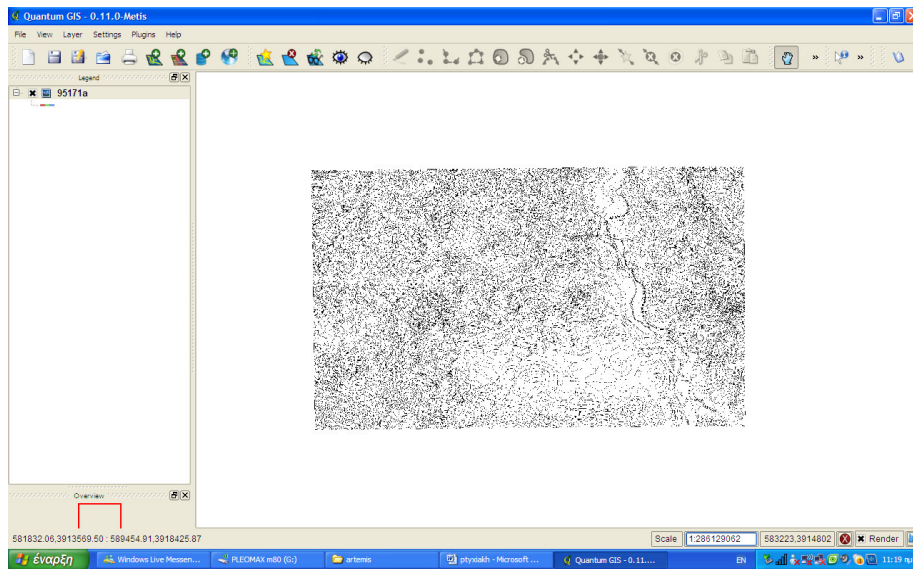 Quantum GIS - 0.11.0-Metis
File View Layer Settings Plugins Help
» »
Legend
95171a
Overview
581832.06,3913569.50 : 589454.91,3918425.87
Scale 1:286129062 583223,3914802 Render
έναρξη Windows Live Messen... PLEOMAX m80 (G:) artemis ptyxiakh - Microsoft ... Quantum GIS - 0.11.... EN 11:19 πμ